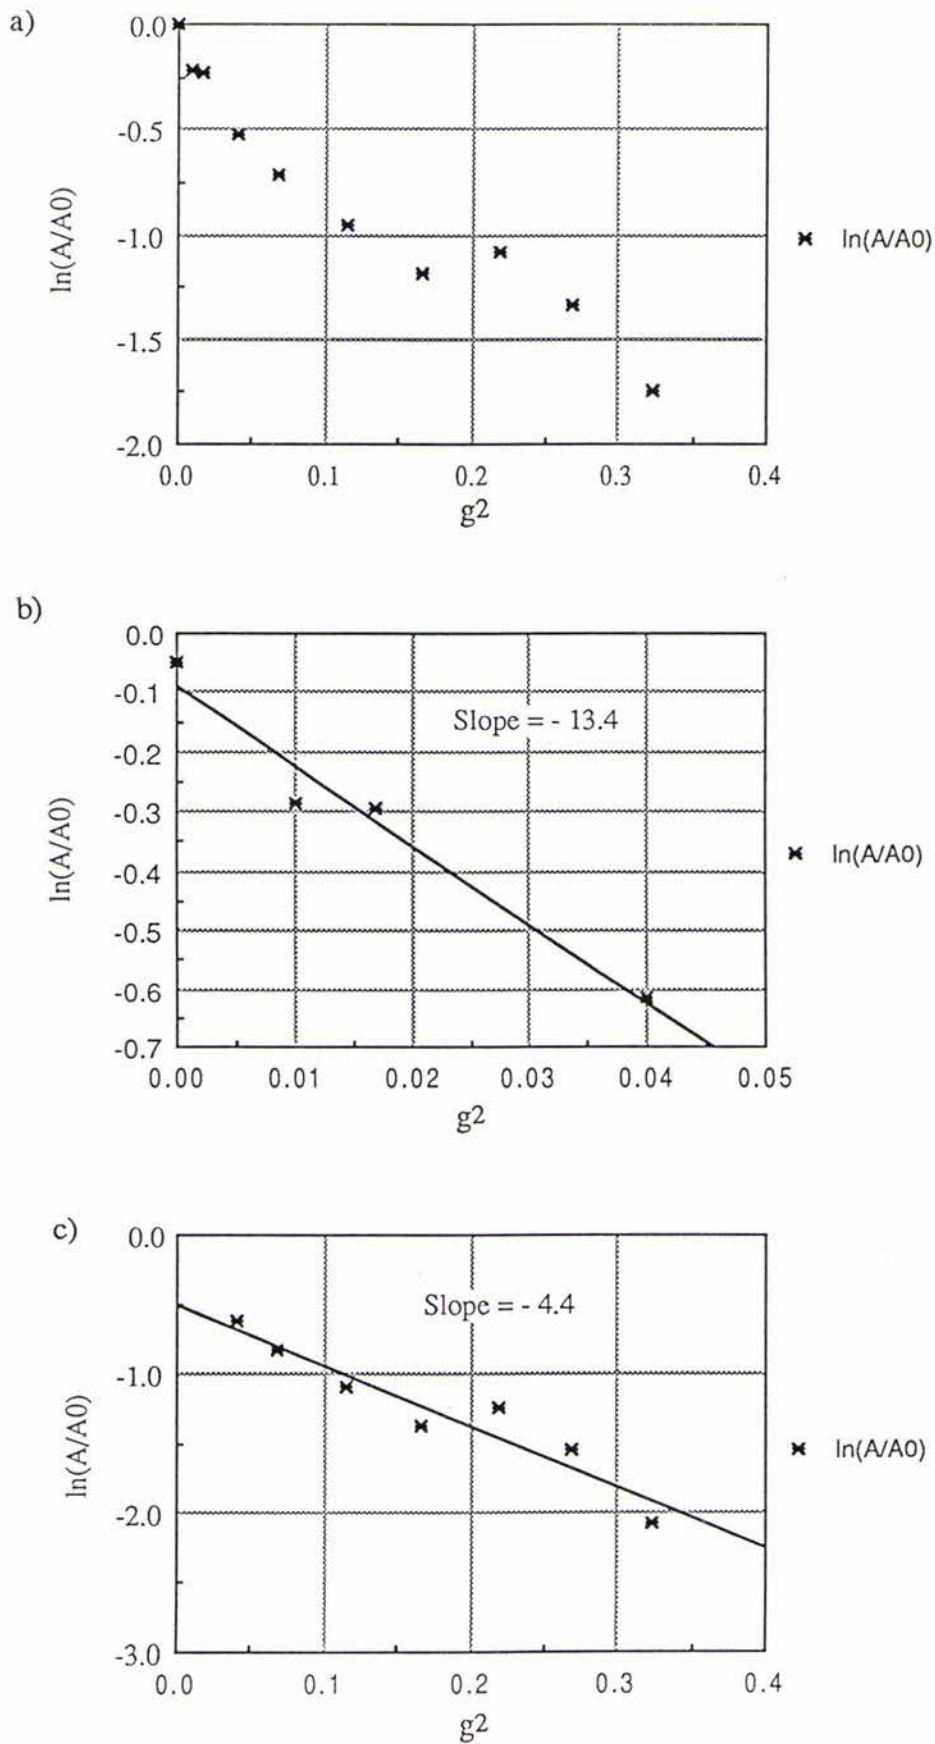 a)
0.0
-0.5
-1.0
-1.5
-2.0
ln(A/A0)
0.0 0.1 0.2 0.3 0.4
g2
ln(A/A0)
b)
0.0
-0.1
-0.2
-0.3
-0.4
-0.5
-0.6
-0.7
ln(A/A0)
Slope = - 13.4
0.00 0.01 0.02 0.03 0.04 0.05
g2
ln(A/A0)
c)
0.0
-1.0
-2.0
-3.0
ln(A/A0)
Slope = - 4.4
0.0 0.1 0.2 0.3 0.4
g2
ln(A/A0)